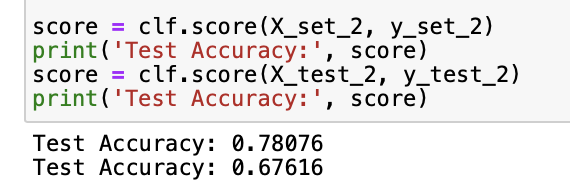 score = clf.score(X_set_2, y_set_2)
print('Test Accuracy:', score)
score = clf.score(X_test_2, y_test_2)
print('Test Accuracy:', score)
Test Accuracy: 0.78076
Test Accuracy: 0.67616